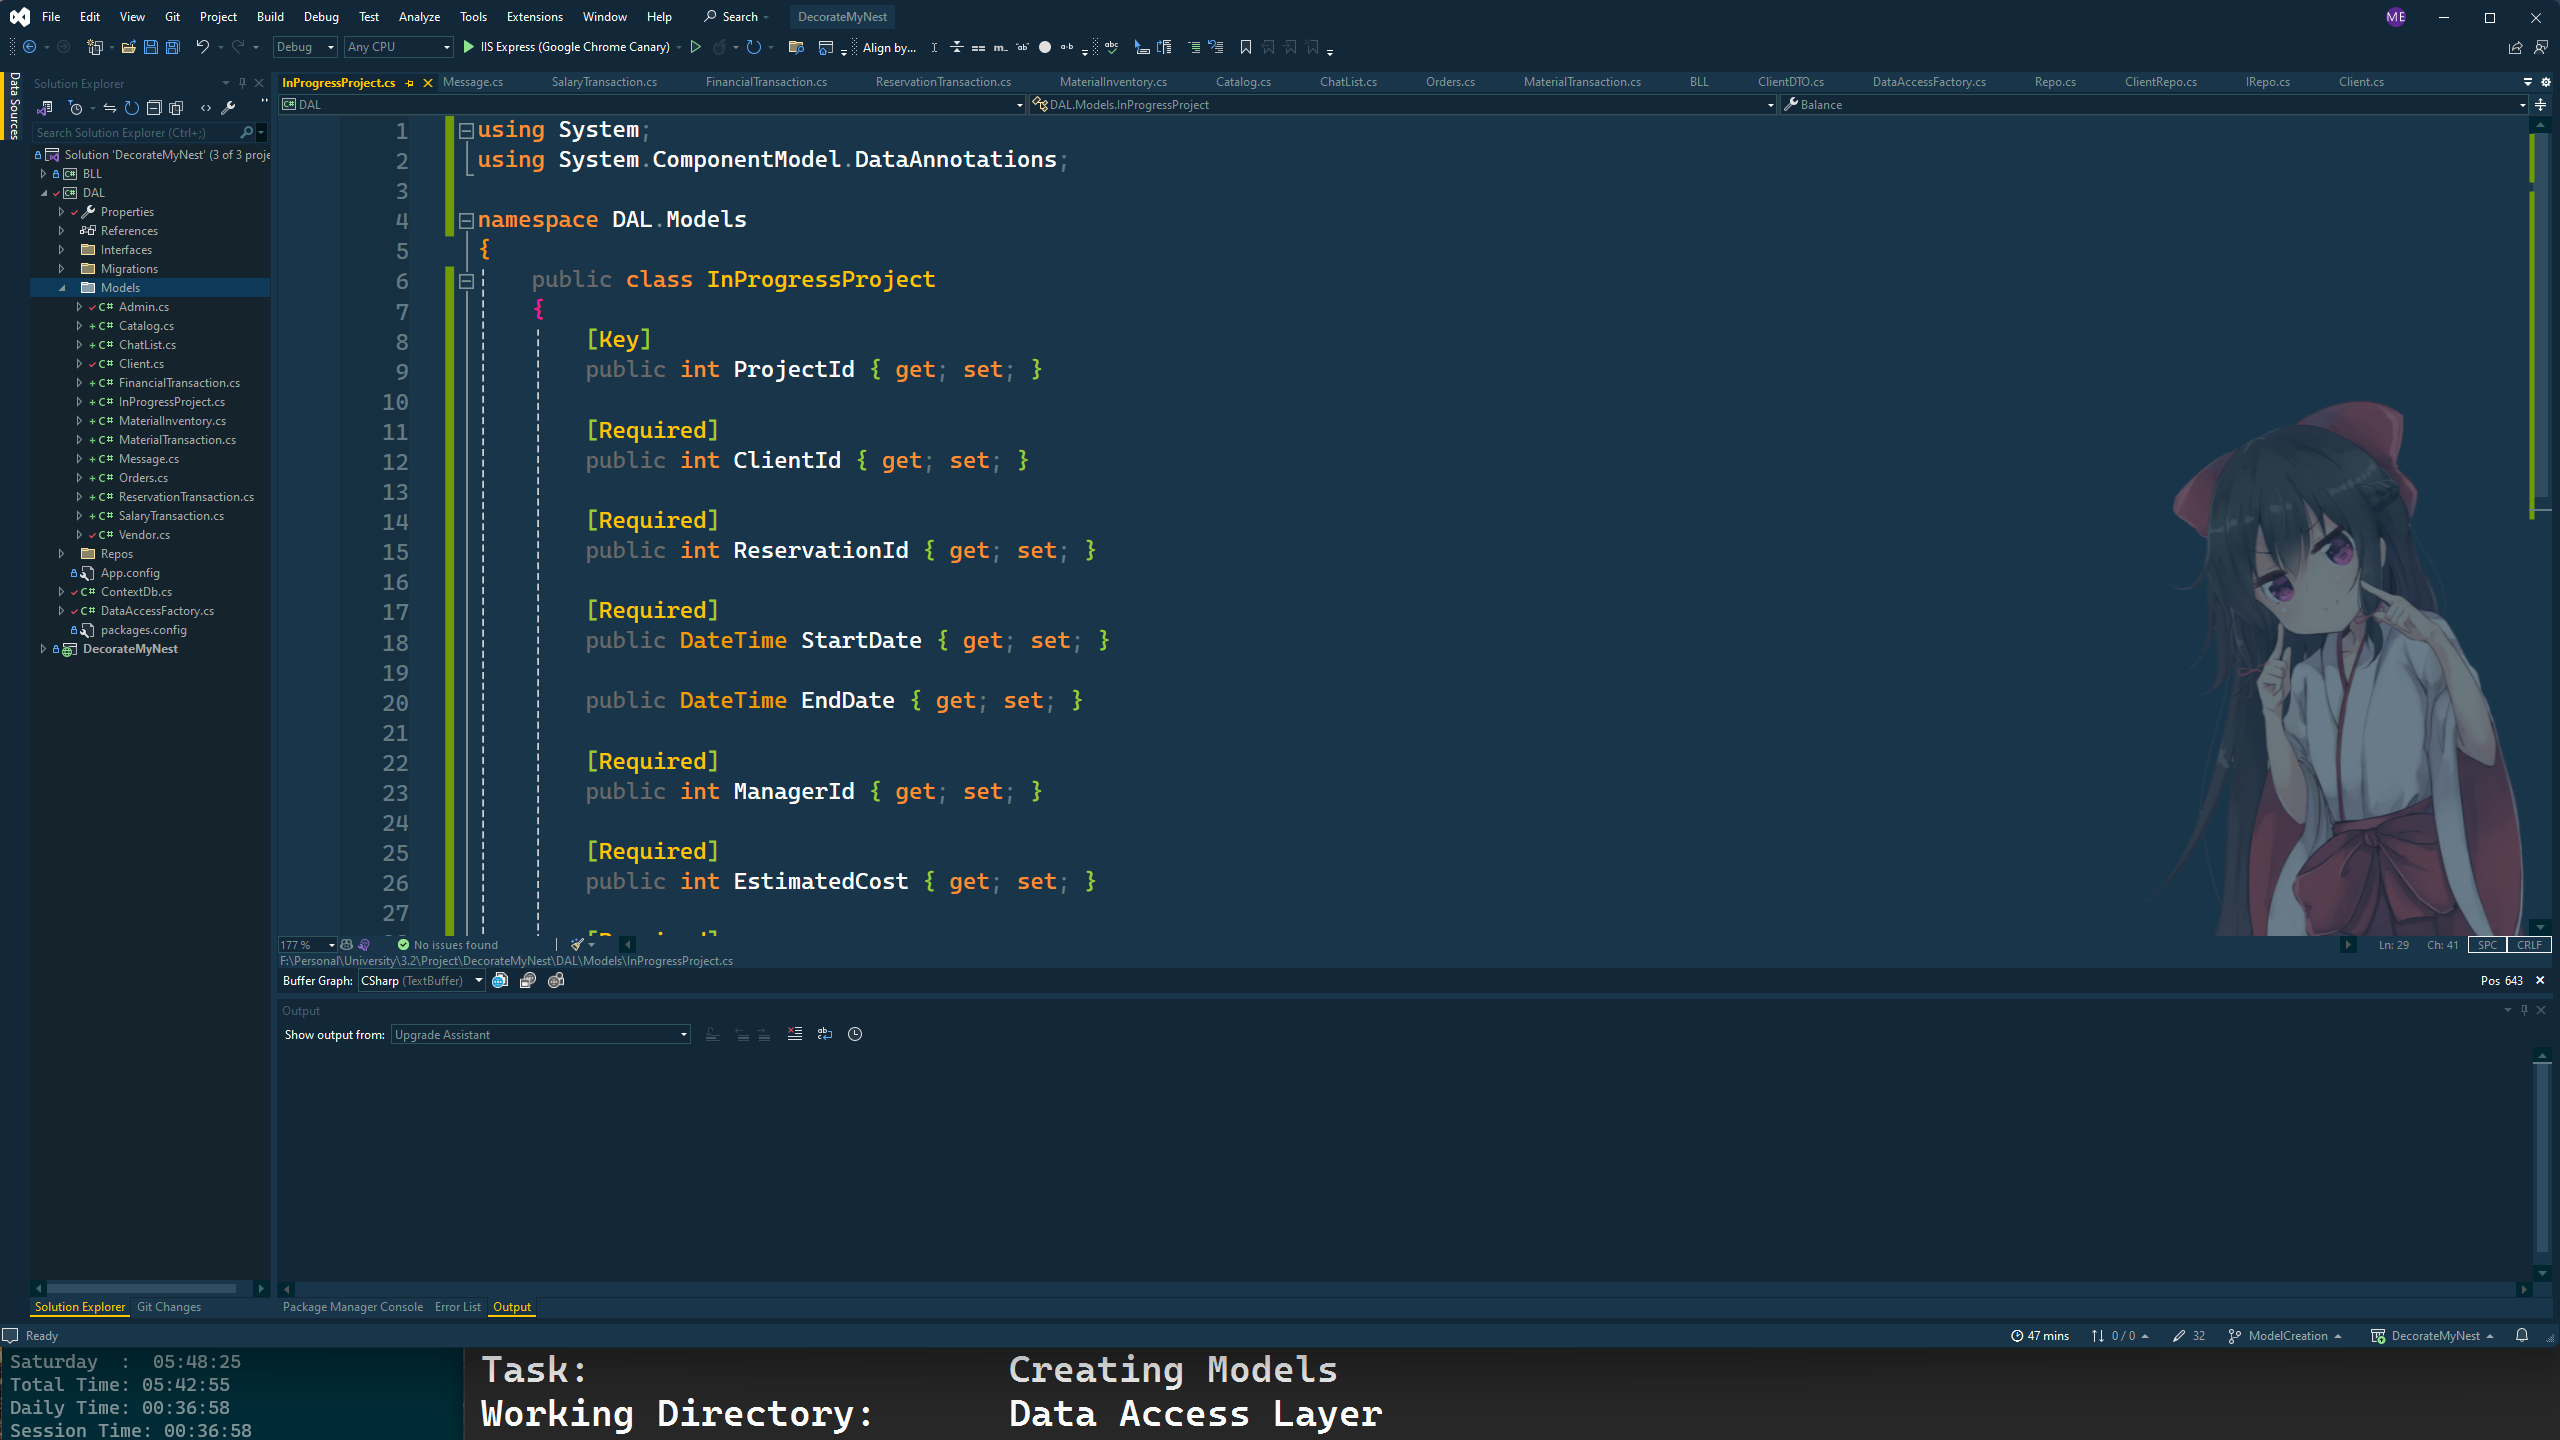 File Edit View Git Project Build Debug Test Analyze Tools Extensions Window Help Search DecorateMyNest ME
Debug Any CPU IIS Express (Google Chrome Canary) Align by...
Data Sources
Solution Explorer
Search Solution Explorer (Ctrl+;)
Solution 'DecorateMyNest' (3 of 3 proje
BLL
DAL
Properties
References
Interfaces
Migrations
Models
C# Admin.cs
C# Catalog.cs
C# ChatList.cs
C# Client.cs
C# FinancialTransaction.cs
C# InProgressProject.cs
C# MaterialInventory.cs
C# MaterialTransaction.cs
C# Message.cs
C# Orders.cs
C# ReservationTransaction.cs
C# SalaryTransaction.cs
C# Vendor.cs
Repos
App.config
C# ContextDb.cs
C# DataAccessFactory.cs
packages.config
DecorateMyNest
Solution Explorer Git Changes
InProgressProject.cs Message.cs SalaryTransaction.cs FinancialTransaction.cs ReservationTransaction.cs MaterialInventory.cs Catalog.cs ChatList.cs Orders.cs MaterialTransaction.cs BLL ClientDTO.cs DataAccessFactory.cs Repo.cs ClientRepo.cs IRepo.cs Client.cs
DAL DAL.Models.InProgressProject Balance
1 using System;
2 using System.ComponentModel.DataAnnotations;
3
4 namespace DAL.Models
5 {
6 public class InProgressProject
7 {
8 [Key]
9 public int ProjectId { get; set; }
10
11 [Required]
12 public int ClientId { get; set; }
13
14 [Required]
15 public int ReservationId { get; set; }
16
17 [Required]
18 public DateTime StartDate { get; set; }
19
20 public DateTime EndDate { get; set; }
21
22 [Required]
23 public int ManagerId { get; set; }
24
25 [Required]
26 public int EstimatedCost { get; set; }
27
177 % No issues found Ln: 29 Ch: 41 SPC CRLF
F:\Personal\University\3.2\Project\DecorateMyNest\DAL\Models\InProgressProject.cs
Buffer Graph: CSharp (TextBuffer) Pos 643
Output
Show output from: Upgrade Assistant
Package Manager Console Error List Output
Ready 47 mins 0 / 0 32 ModelCreation DecorateMyNest
Saturday : 05:48:25
Total Time: 05:42:55
Daily Time: 00:36:58
Session Time: 00:36:58
Task: Creating Models
Working Directory: Data Access Layer